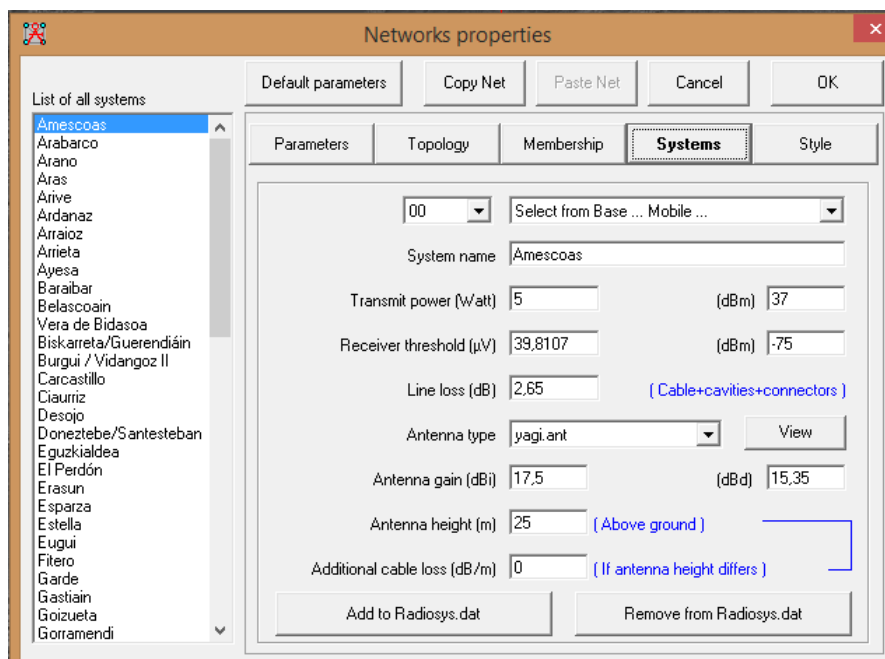 Networks properties
Default parameters
Copy Net
Paste Net
Cancel
OK
List of all systems
Amescoas
Arabarco
Arano
Aras
Arive
Ardanaz
Arraioz
Arrieta
Ayesa
Baraibar
Belascoain
Vera de Bidasoa
Biskarreta/Guerendiáin
Burgui / Vidangoz II
Carcastillo
Ciaurriz
Desojo
Doneztebe/Santesteban
Eguzkialdea
El Perdón
Erasun
Esparza
Estella
Eugui
Fitero
Garde
Gastiain
Goizueta
Gorramendi
Parameters
Topology
Membership
Systems
Style
00 Select from Base ... Mobile ...
System name Amescoas
Transmit power (Watt) 5 (dBm) 37
Receiver threshold (µV) 39,8107 (dBm) -75
Line loss (dB) 2,65 ( Cable+cavities+connectors )
Antenna type yagi.ant View
Antenna gain (dBi) 17,5 (dBd) 15,35
Antenna height (m) 25 ( Above ground )
Additional cable loss (dB/m) 0 ( If antenna height differs )
Add to Radiosys.dat
Remove from Radiosys.dat